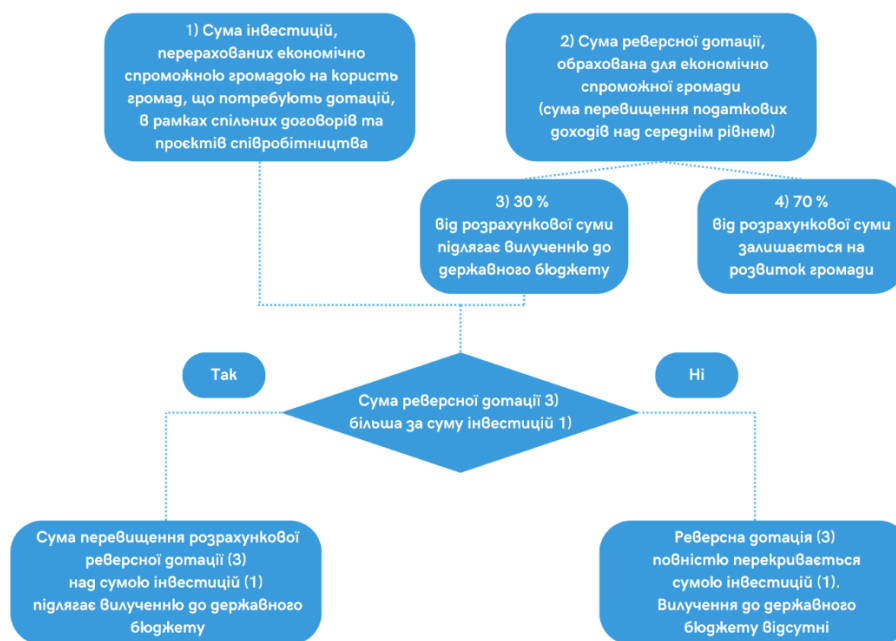 1) Сума інвестицій,
перерахованих економічно
спроможною громадою на користь
громад, що потребують дотацій,
в рамках спільних договорів та
проєктів співробітництва
2) Сума реверсної дотації,
обрахована для економічно
спроможної громади
(сума перевищення податкових
доходів над середнім рівнем)
3) 30 %
від розрахункової суми
підлягає вилученню до
державного бюджету
4) 70 %
від розрахункової суми
залишається на
розвиток громади
Так
Ні
Сума реверсної дотації 3)
більша за суму інвестицій 1)
Сума перевищення розрахункової
реверсної дотації (3)
над сумою інвестицій (1)
підлягає вилученню до державного
бюджету
Реверсна дотація (3)
повністю перекривається
сумою інвестицій (1).
Вилучення до державного
бюджету відсутні